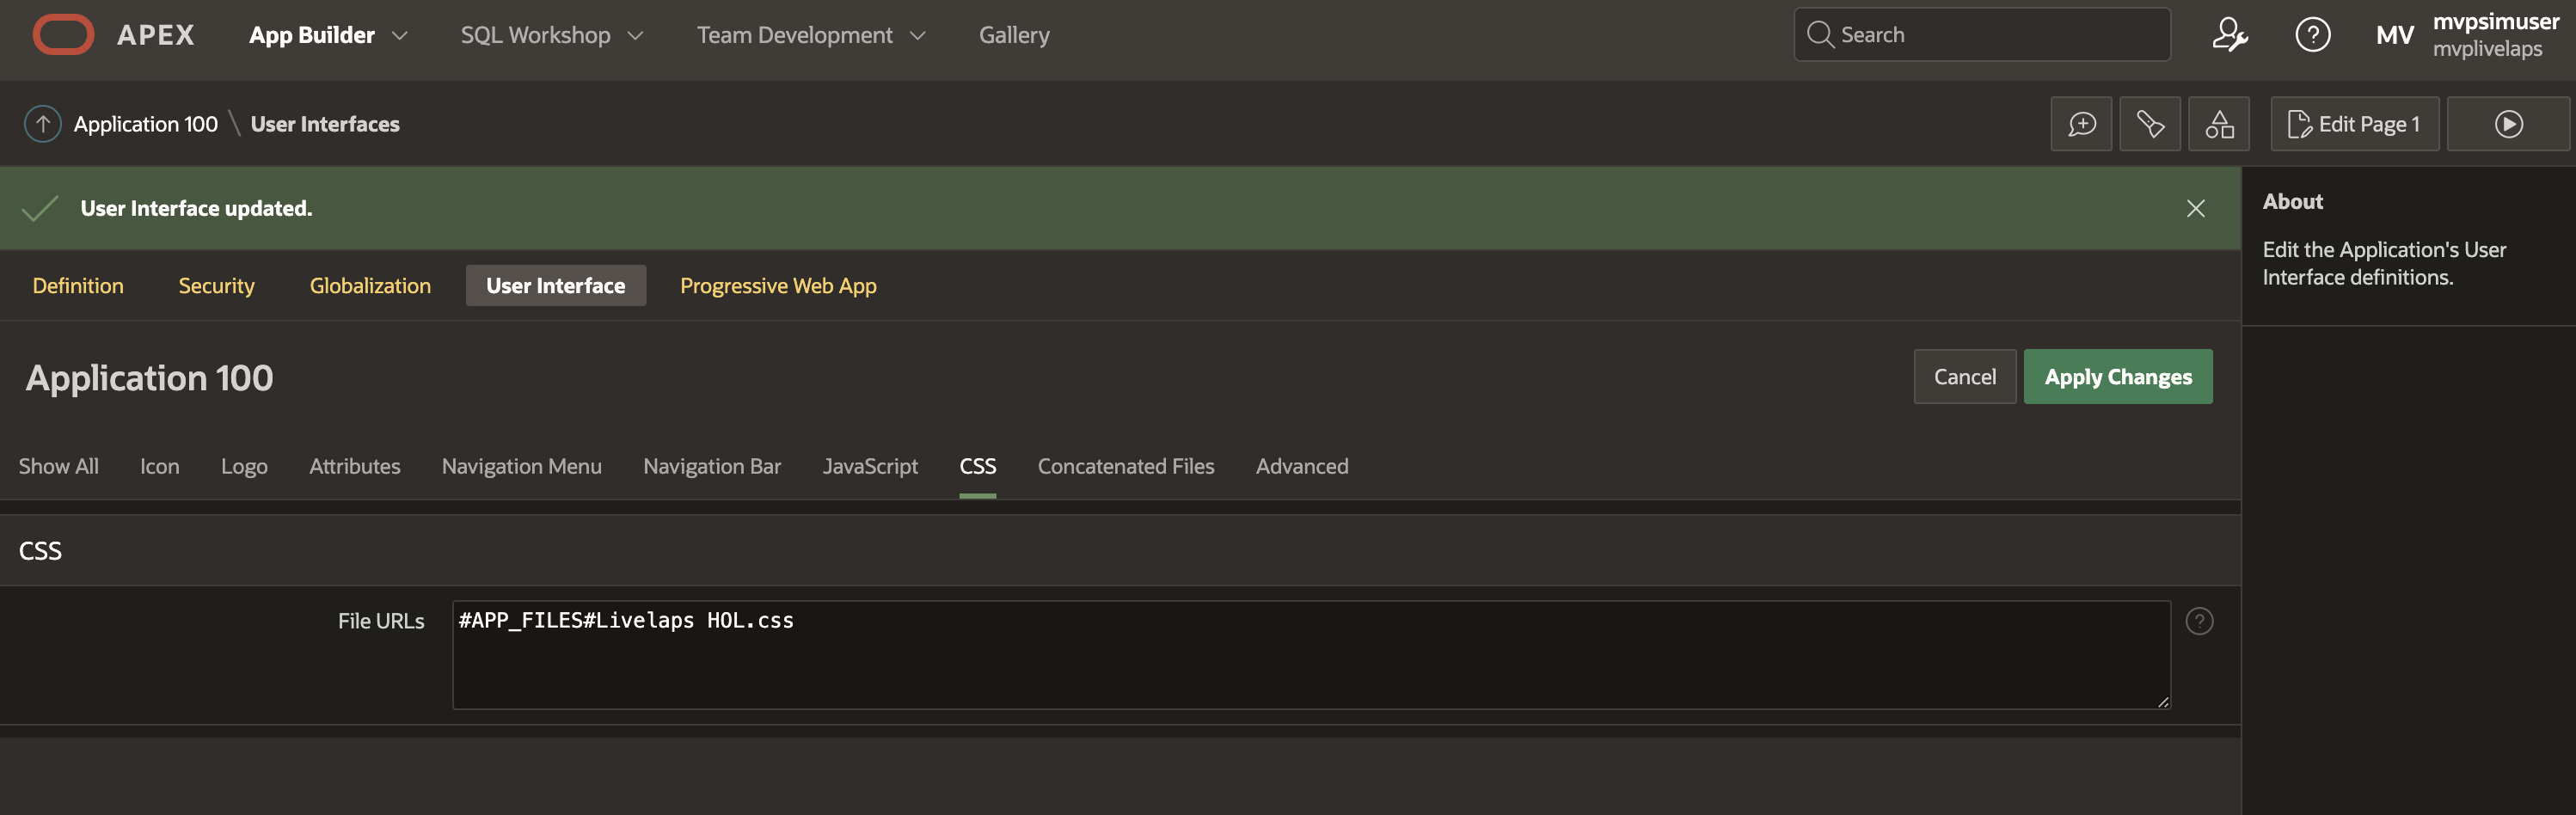 APEX App Builder SQL Workshop Team Development Gallery Search MV mvpsimuser
mvplivelaps
Application 100 \ User Interfaces Edit Page 1
User Interface updated.
About
Edit the Application's User
Interface definitions.
Definition Security Globalization User Interface Progressive Web App
Application 100 Cancel Apply Changes
Show All Icon Logo Attributes Navigation Menu Navigation Bar JavaScript CSS Concatenated Files Advanced
CSS
File URLs #APP_FILES#Livelaps HOL.css